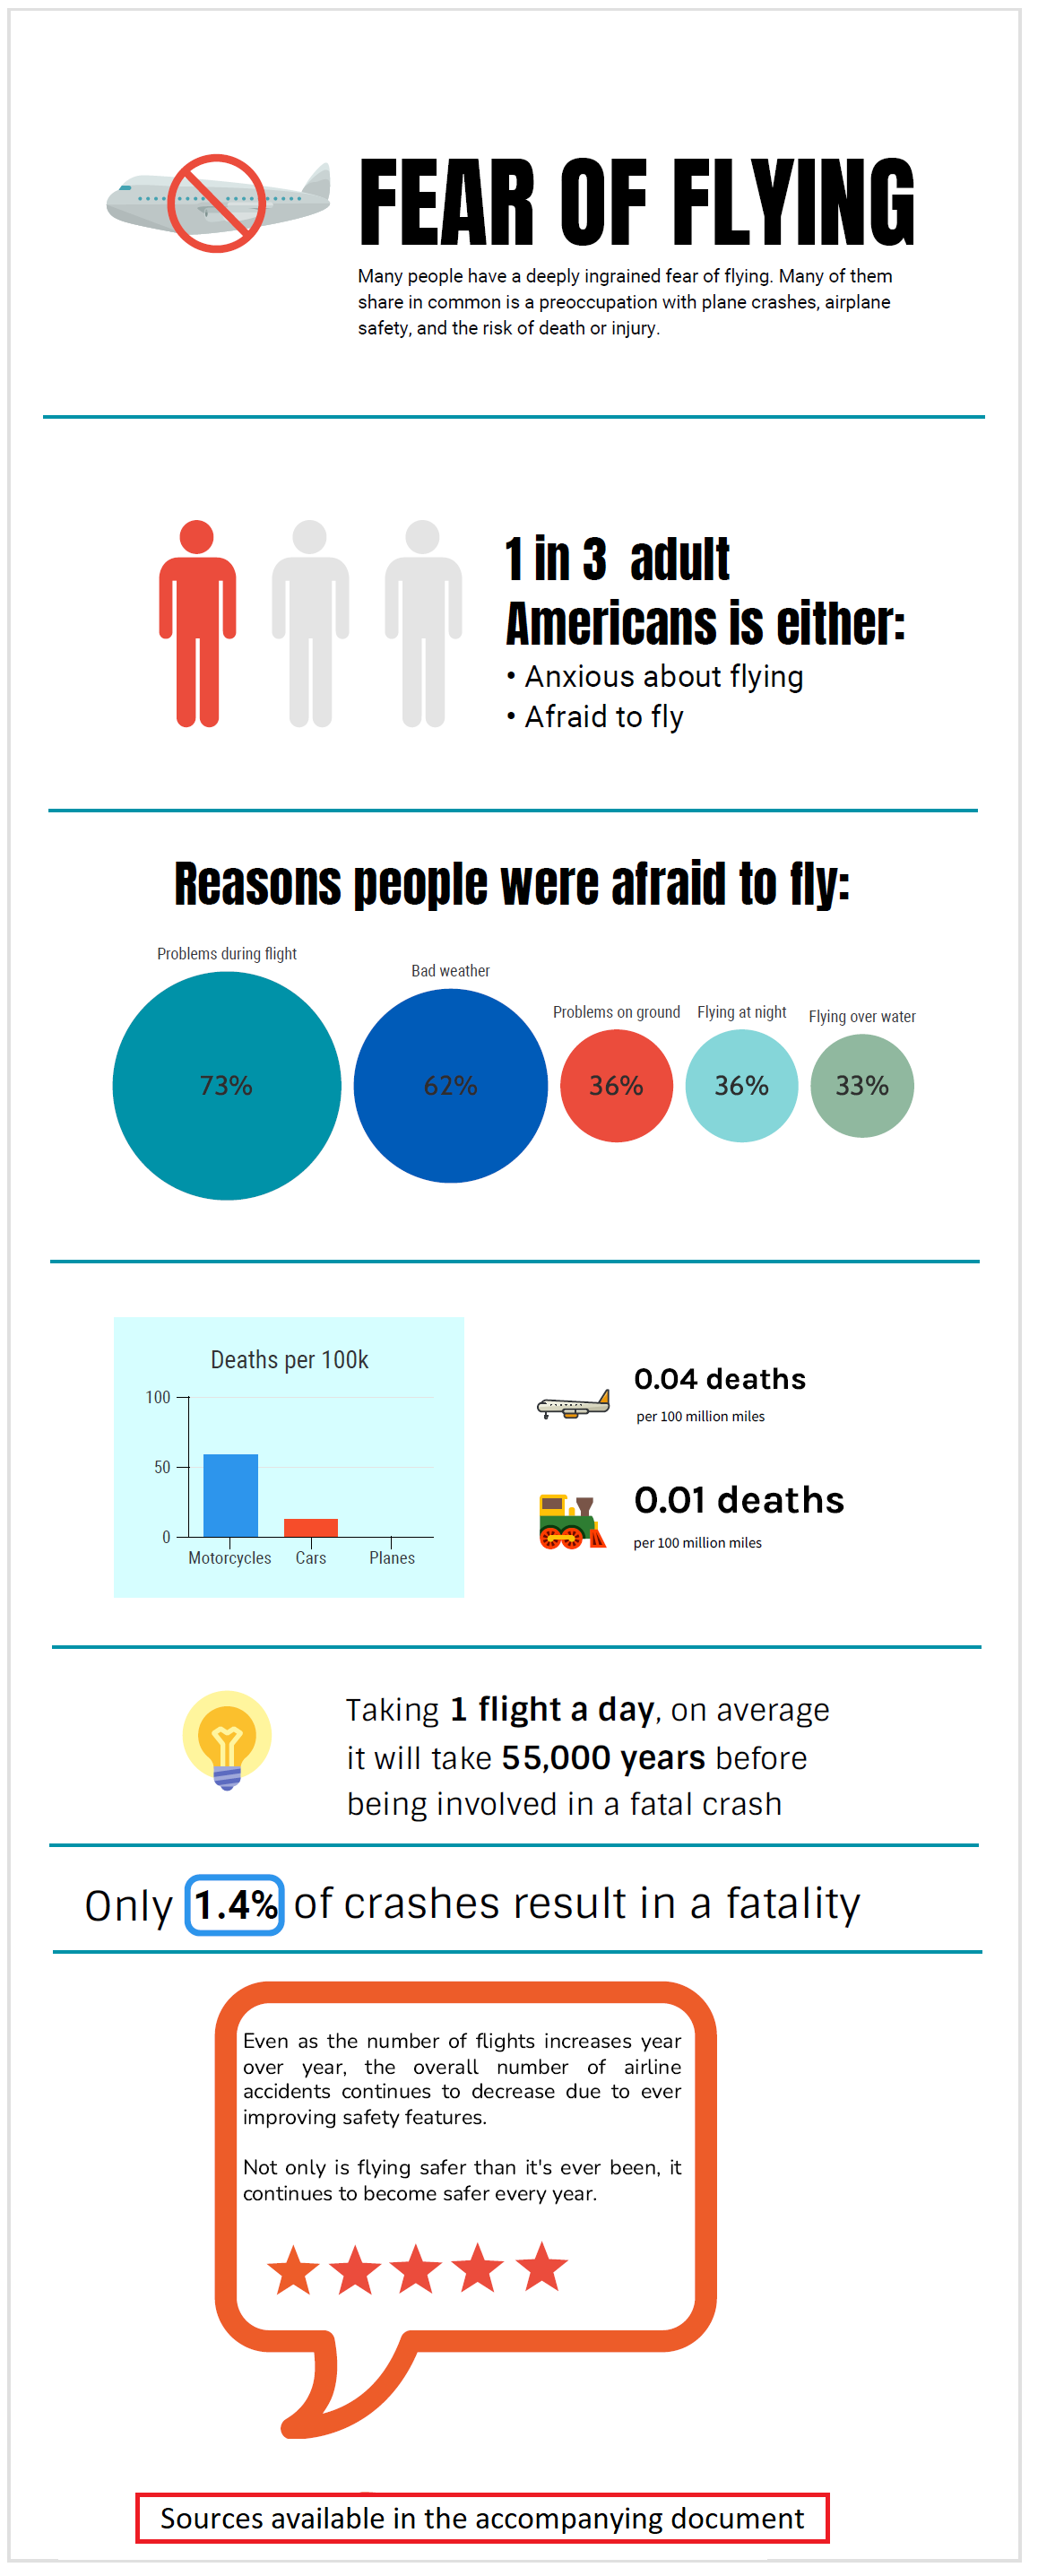 FEAR OF FLYING
Many people have a deeply ingrained fear of flying. Many of them
share in common is a preoccupation with plane crashes, airplane
safety, and the risk of death or injury.
1 in 3 adult
Americans is either:
• Anxious about flying
• Afraid to fly
Reasons people were afraid to fly:
Problems during flight
Bad weather
Problems on ground
Flying at night
Flying over water
73%
62%
36%
36%
33%
Deaths per 100k
100
50
0
Motorcycles
Cars
Planes
0.04 deaths
per 100 million miles
0.01 deaths
per 100 million miles
Taking 1 flight a day, on average
it will take 55,000 years before
being involved in a fatal crash
Only 1.4% of crashes result in a fatality
Even as the number of flights increases year
over year, the overall number of airline
accidents continues to decrease due to ever
improving safety features.
Not only is flying safer than it's ever been, it
continues to become safer every year.
Sources available in the accompanying document